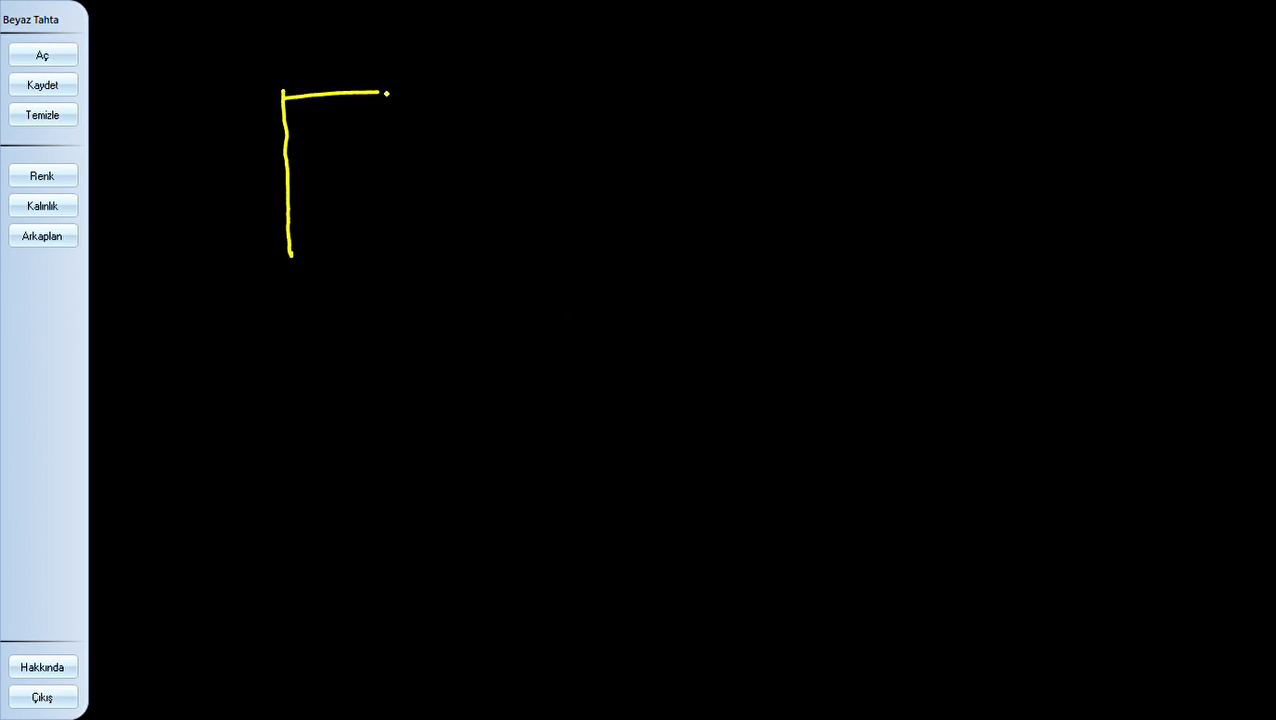 Beyaz Tahta
Aç
Kaydet
Temizle
Renk
Kalınlık
Arkaplan
Hakkında
Çıkış